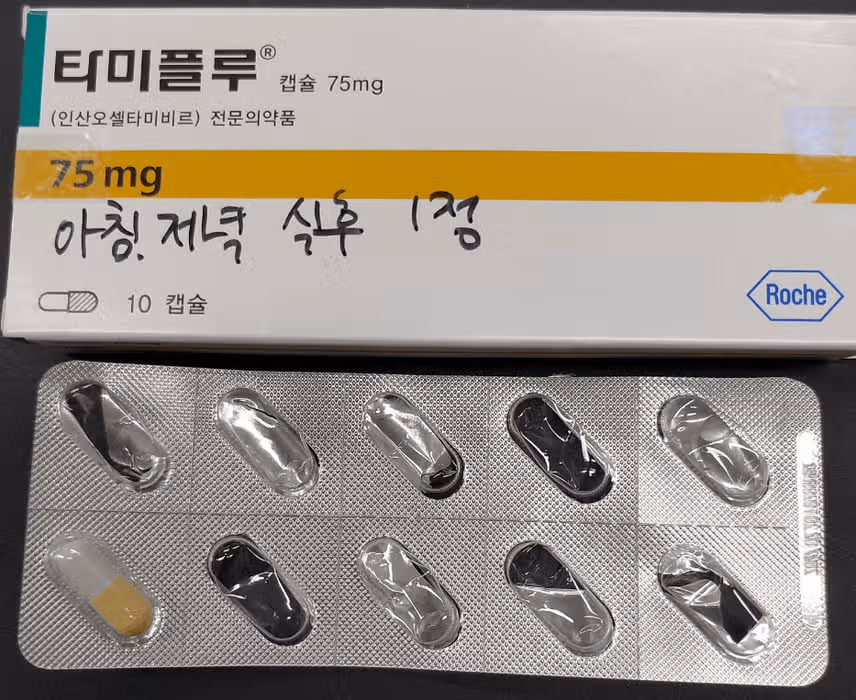 타미플루® 캡슐 75mg
(인산오셀타미비르) 전문의약품
75 mg
아침. 저녁 식후 1정
10 캡슐
Roche